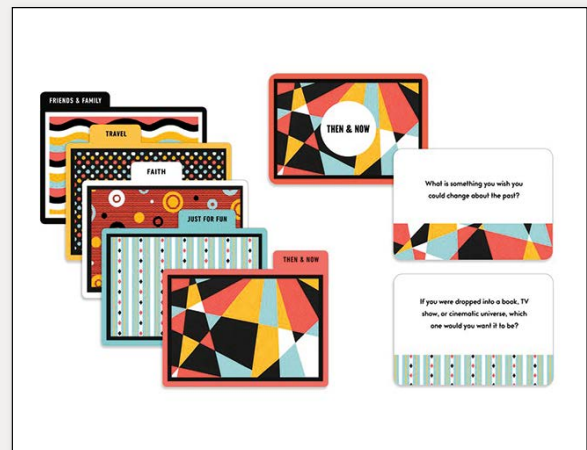 FRIENDS & FAMILY
TRAVEL
FAITH
JUST FOR FUN
THEN & NOW
THEN & NOW
What is something you wish you
could change about the past?
If you were dropped into a book, TV
show, or cinematic universe, which
one would you want it to be?